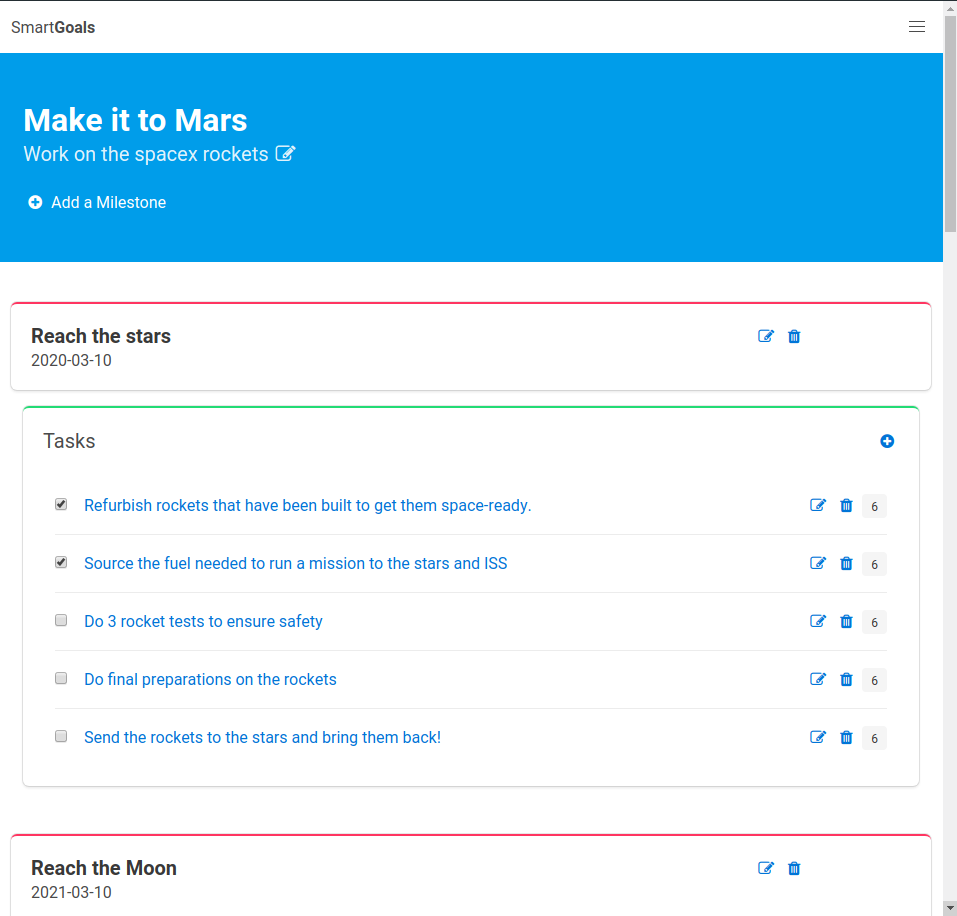 SmartGoals
Make it to Mars
Work on the spacex rockets
Add a Milestone
Reach the stars
2020-03-10
Tasks
Refurbish rockets that have been built to get them space-ready. 6
Source the fuel needed to run a mission to the stars and ISS 6
Do 3 rocket tests to ensure safety 6
Do final preparations on the rockets 6
Send the rockets to the stars and bring them back! 6
Reach the Moon
2021-03-10